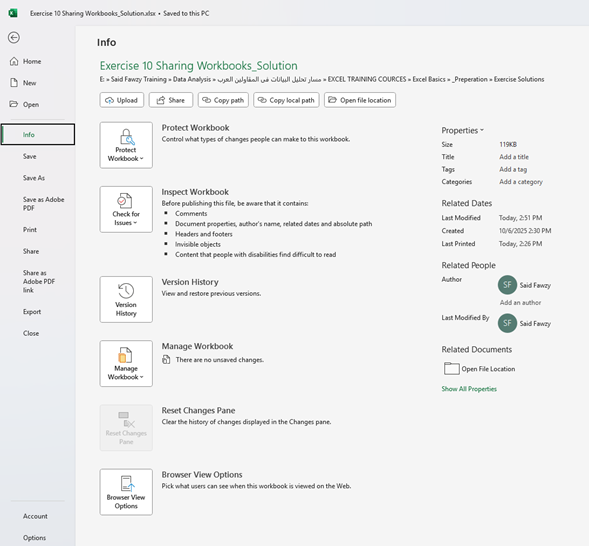 Exercise 10 Sharing Workbooks_Solution.xlsx • Saved to this PC
Home
New
Open
Info
Save
Save As
Save as Adobe
PDF
Print
Share
Share as
Adobe PDF
link
Export
Close
Account
Options
Info
Exercise 10 Sharing Workbooks_Solution
E: » Said Fawzy Training » Data Analysis » مسار تحليل البيانات فى المقاولين العرب » EXCEL TRAINING COURCES » Excel Basics » _Preperation » Exercise Solutions
Upload
Share
Copy path
Copy local path
Open file location
Protect
Workbook
Protect Workbook
Control what types of changes people can make to this workbook.
Check for
Issues
Inspect Workbook
Before publishing this file, be aware that it contains:
Comments
Document properties, author's name, related dates and absolute path
Headers and footers
Invisible objects
Content that people with disabilities find difficult to read
Version
History
Version History
View and restore previous versions.
Manage
Workbook
Manage Workbook
There are no unsaved changes.
Reset Changes
Pane
Reset Changes Pane
Clear the history of changes displayed in the Changes pane.
Browser View
Options
Browser View Options
Pick what users can see when this workbook is viewed on the Web.
Properties
Size 119KB
Title Add a title
Tags Add a tag
Categories Add a category
Related Dates
Last Modified Today, 2:51 PM
Created 10/6/2025 2:30 PM
Last Printed Today, 2:26 PM
Related People
Author SF Said Fawzy
Add an author
Last Modified By SF Said Fawzy
Related Documents
Open File Location
Show All Properties